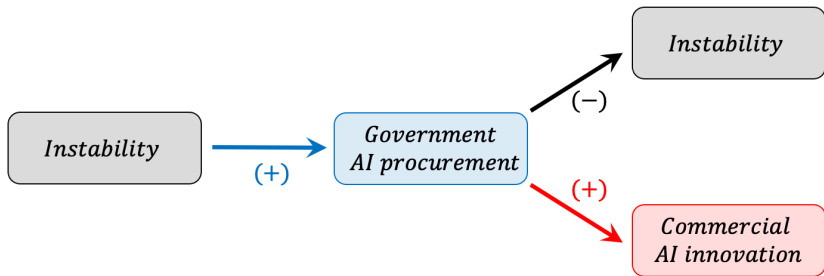 Instability
(+)
Government
AI procurement
(−)
Instability
(+)
Commercial
AI innovation